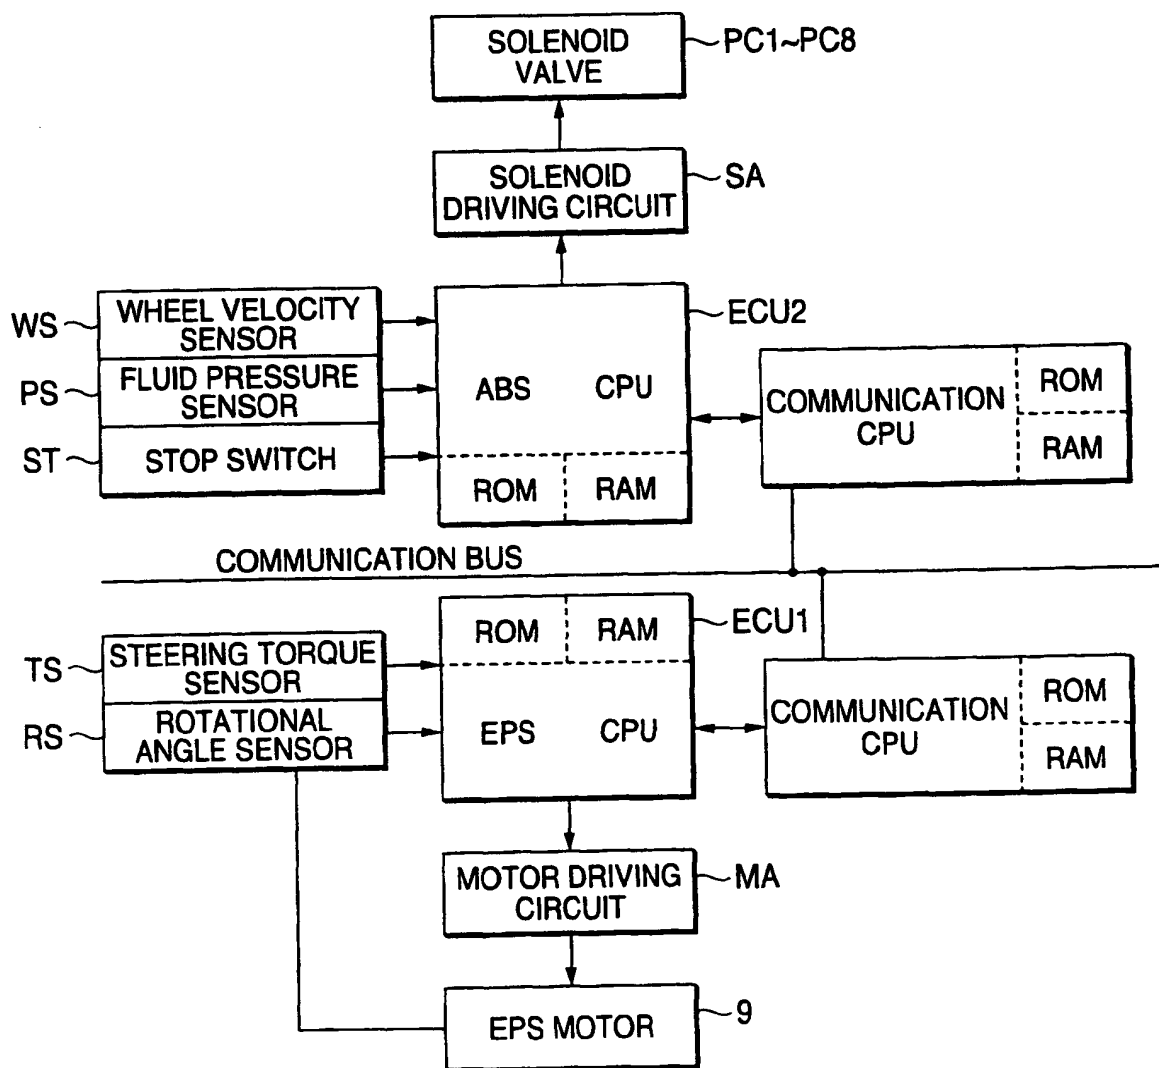 SOLENOID
VALVE
PC1~PC8
SOLENOID
DRIVING CIRCUIT
SA
WS
WHEEL VELOCITY
SENSOR
PS
FLUID PRESSURE
SENSOR
ST
STOP SWITCH
ABS CPU
ROM RAM
ECU2
COMMUNICATION
CPU
ROM
RAM
COMMUNICATION BUS
TS
STEERING TORQUE
SENSOR
RS
ROTATIONAL
ANGLE SENSOR
ROM RAM
EPS CPU
ECU1
COMMUNICATION
CPU
ROM
RAM
MOTOR DRIVING
CIRCUIT
MA
EPS MOTOR
9